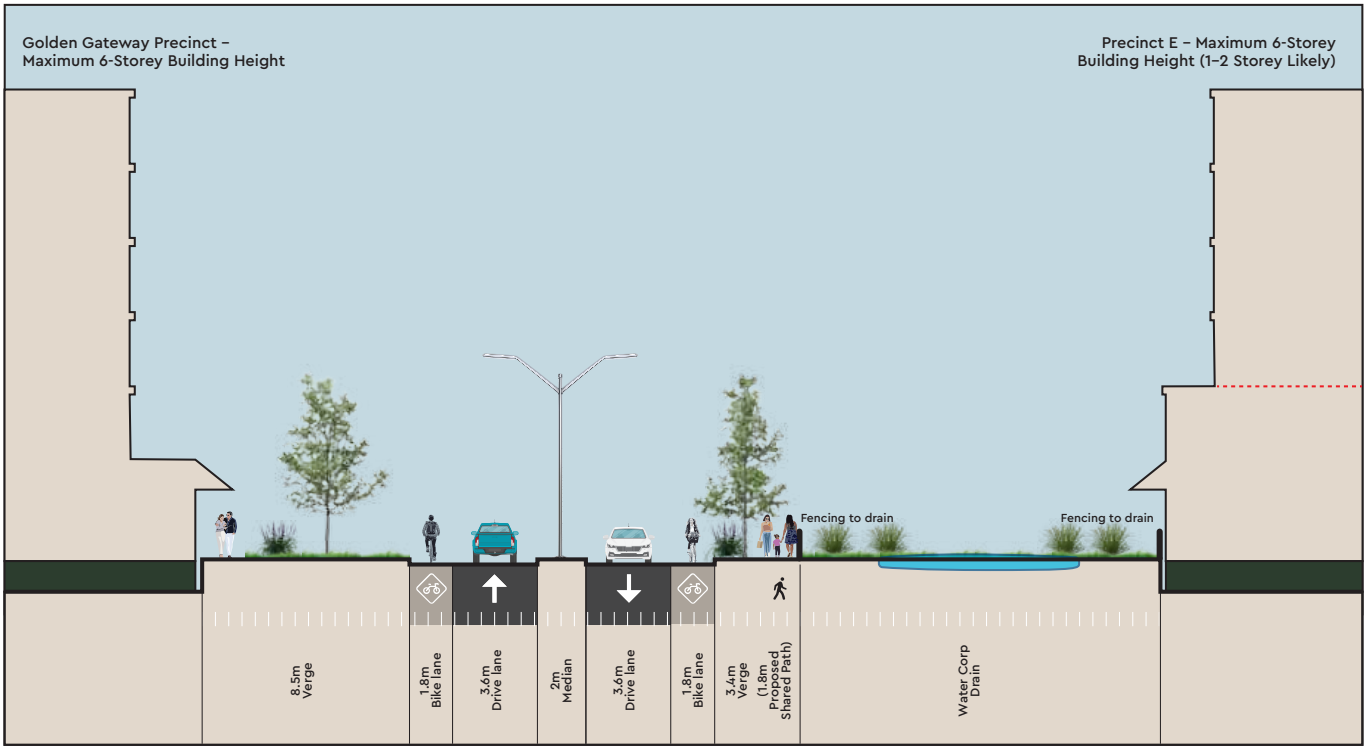 Golden Gateway Precinct –
Maximum 6-Storey Building Height
Precinct E – Maximum 6-Storey
Building Height (1–2 Storey Likely)
Fencing to drain
Fencing to drain
8.5m
Verge
1.8m
Bike lane
3.6m
Drive lane
2m
Median
3.6m
Drive lane
1.8m
Bike lane
3.4m
Verge
(1.8m
Proposed
Shared Path)
Water Corp
Drain